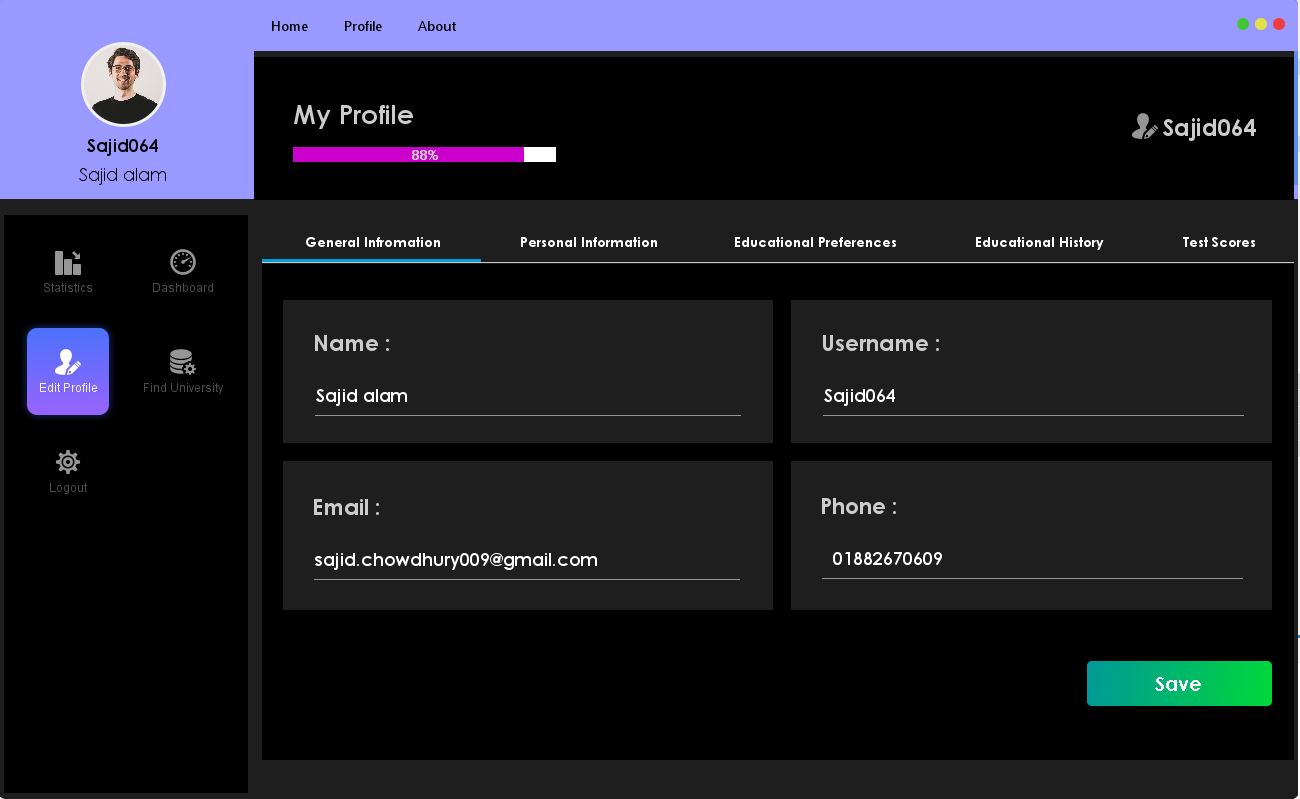 Home Profile About
Sajid064
Sajid alam
My Profile
88%
Sajid064
Statistics
Dashboard
Edit Profile
Find University
Logout
General Infromation Personal Information Educational Preferences Educational History Test Scores
Name :
Sajid alam
Username :
Sajid064
Email :
sajid.chowdhury009@gmail.com
Phone :
01882670609
Save